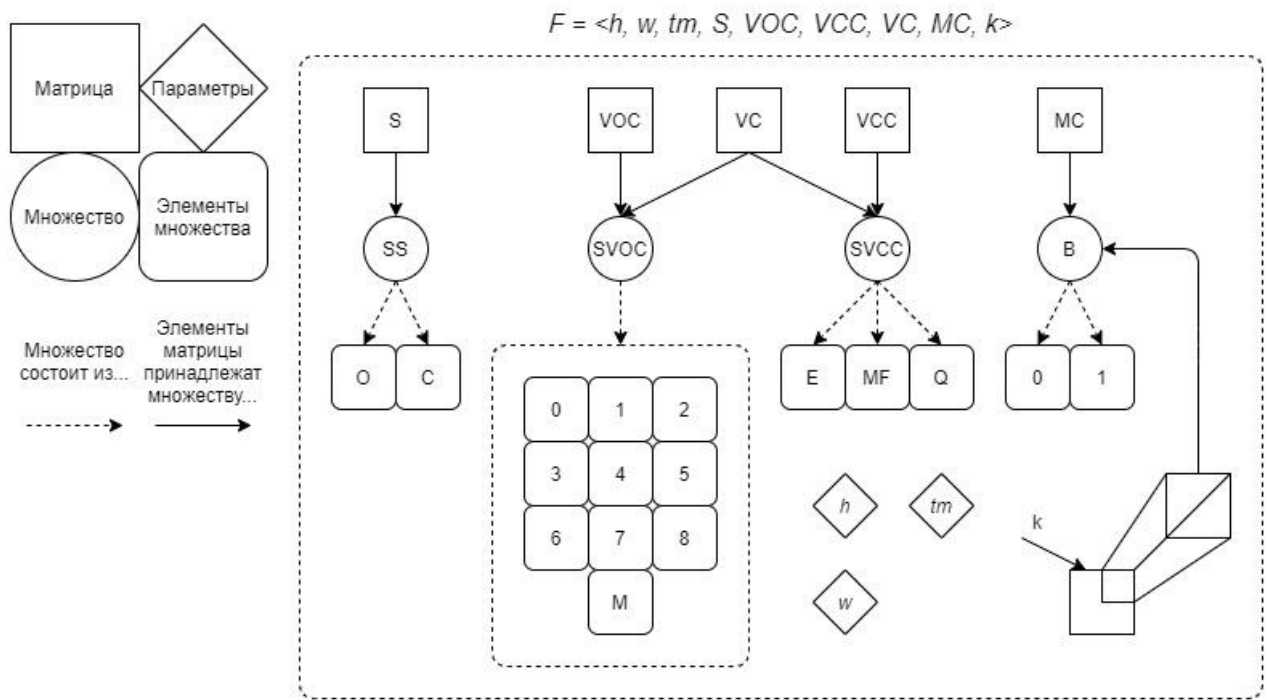 F = <h, w, tm, S, VOC, VCC, VC, MC, k>
Матрица
Параметры
Множество
Элементы
множества
Множество
состоит из...
Элементы
матрицы
принадлежат
множеству...
S
VOC
VC
VCC
MC
SS
SVOC
SVCC
B
O
C
E
MF
Q
0
1
0
1
2
3
4
5
6
7
8
M
h
tm
w
k